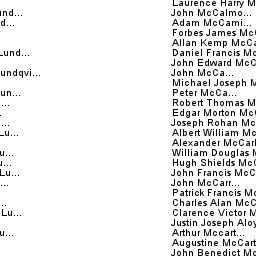 Laurence Harry M
und... John McCalmo...
d... Adam McCami...
Forbes James McC
Allan Kemp McCa
Lund... Daniel Francis Mc
John Edward McC
undqvi... John McCa...
Michael Joseph M
un... Peter McCa...
... Robert Thomas M
. Edgar Morton McC
... Joseph Rohan Mc
Lu... Albert William Mc
Alexander McCarl
u... William Douglas M
u... Hugh Shields McC
Lu... John Francis McC
... John McCarr...
Patrick Francis Mc
.. Charles Alan McC
Lu... Clarence Victor M
Justin Joseph Aloy
u... Arthur Mccart...
Augustine McCart
John Benedict Mc